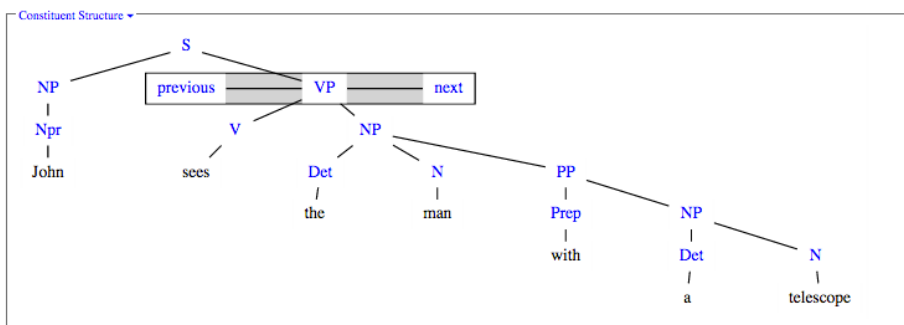 Constituent Structure
S
NP previous VP next
Npr V NP
John sees Det N PP
the man Prep NP
with Det N
a telescope